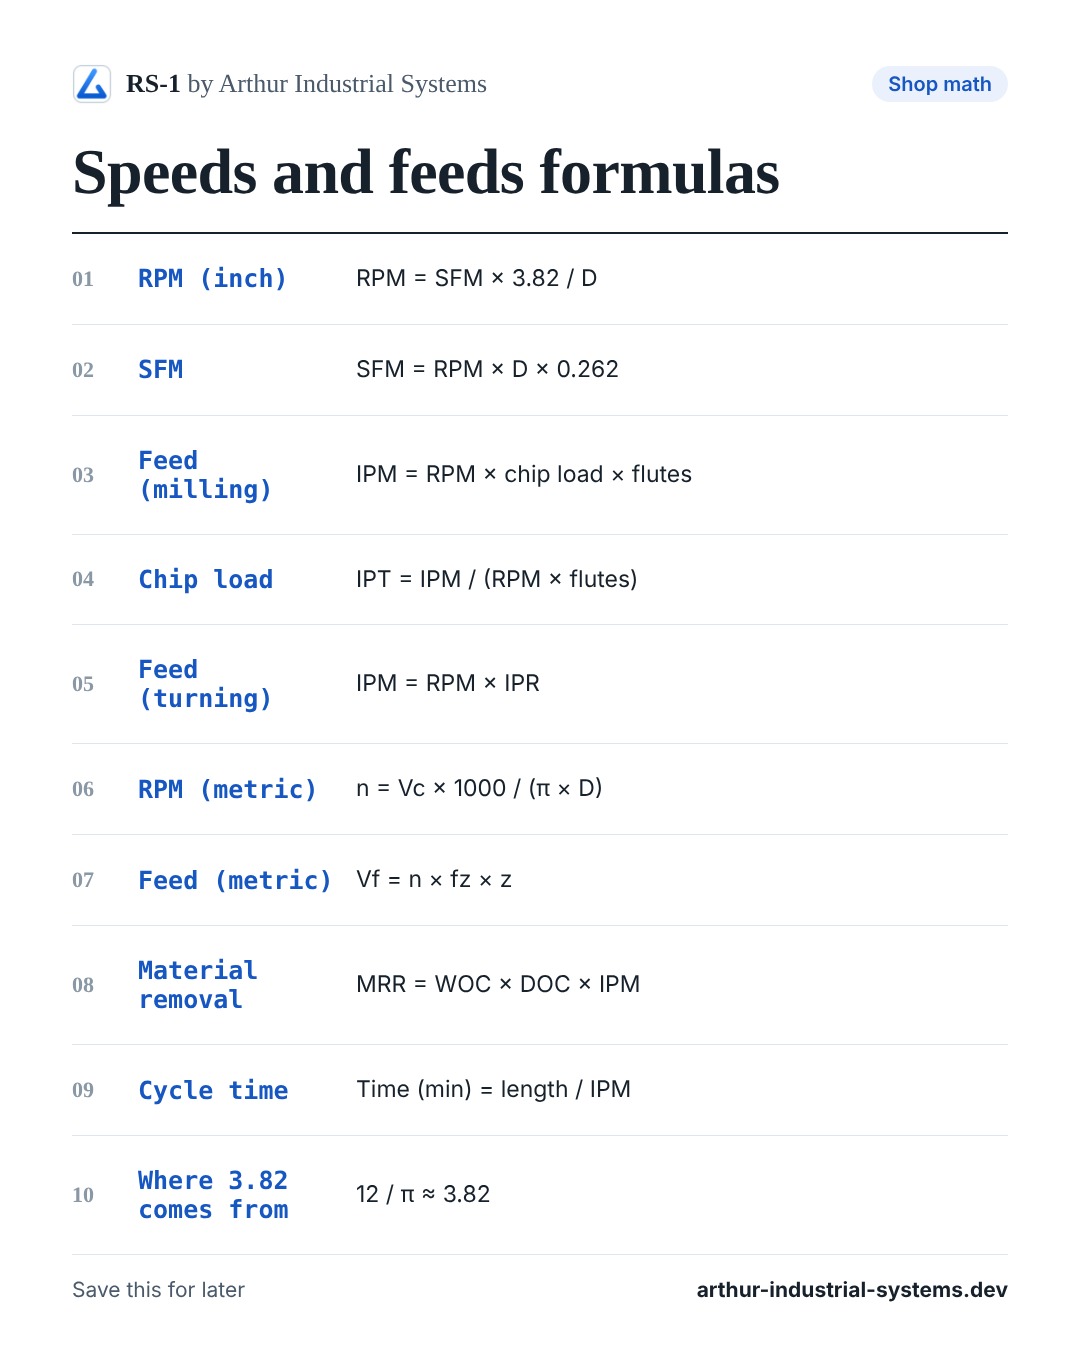 RS-1 by Arthur Industrial Systems
Shop math
Speeds and feeds formulas
01 RPM (inch) RPM = SFM × 3.82 / D
02 SFM SFM = RPM × D × 0.262
03 Feed
(milling) IPM = RPM × chip load × flutes
04 Chip load IPT = IPM / (RPM × flutes)
05 Feed
(turning) IPM = RPM × IPR
06 RPM (metric) n = Vc × 1000 / (π × D)
07 Feed (metric) Vf = n × fz × z
08 Material
removal MRR = WOC × DOC × IPM
09 Cycle time Time (min) = length / IPM
10 Where 3.82
comes from 12 / π ≈ 3.82
Save this for later
arthur-industrial-systems.dev